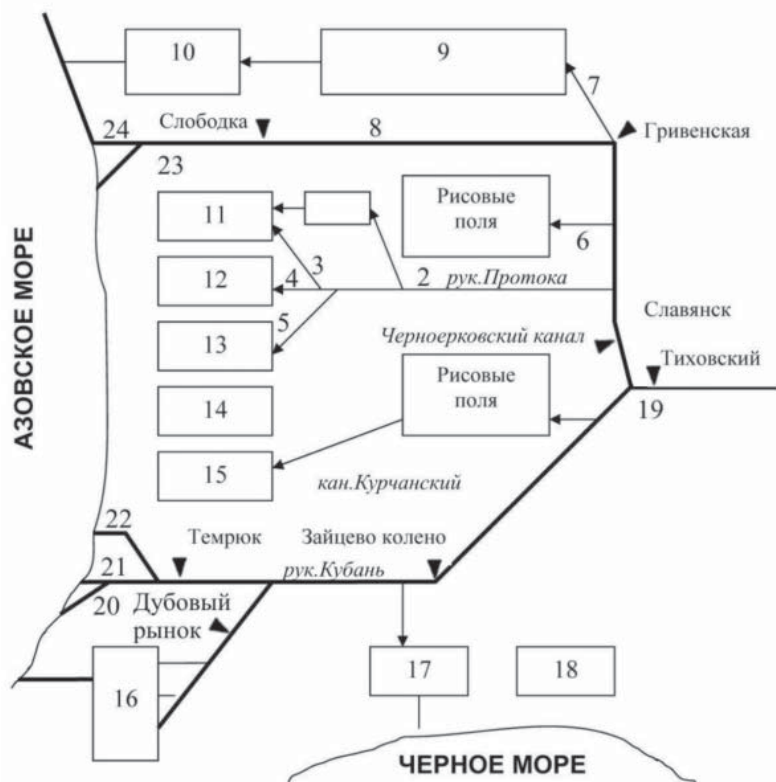 10
9
7
24
Слободка
8
Гривенская
23
11
Рисовые
поля
3
6
12
4
2
рук.Протока
5
13
Славянск
Черноерковский канал
Тиховский
14
Рисовые
поля
19
15
кан.Курчанский
АЗОВСКОЕ МОРЕ
22
Темрюк
Зайцево колено
21
рук.Кубань
20
Дубовый
рынок
16
17
18
ЧЕРНОЕ МОРЕ